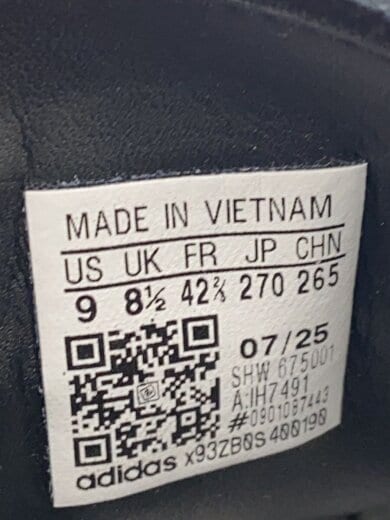 MADE IN VIETNAM
US UK FR JP CHN
9 8½ 42⅔ 270 265
07/25
SHW 675001
A:IH7491
#0901087443
adidas x93ZB0S 400190